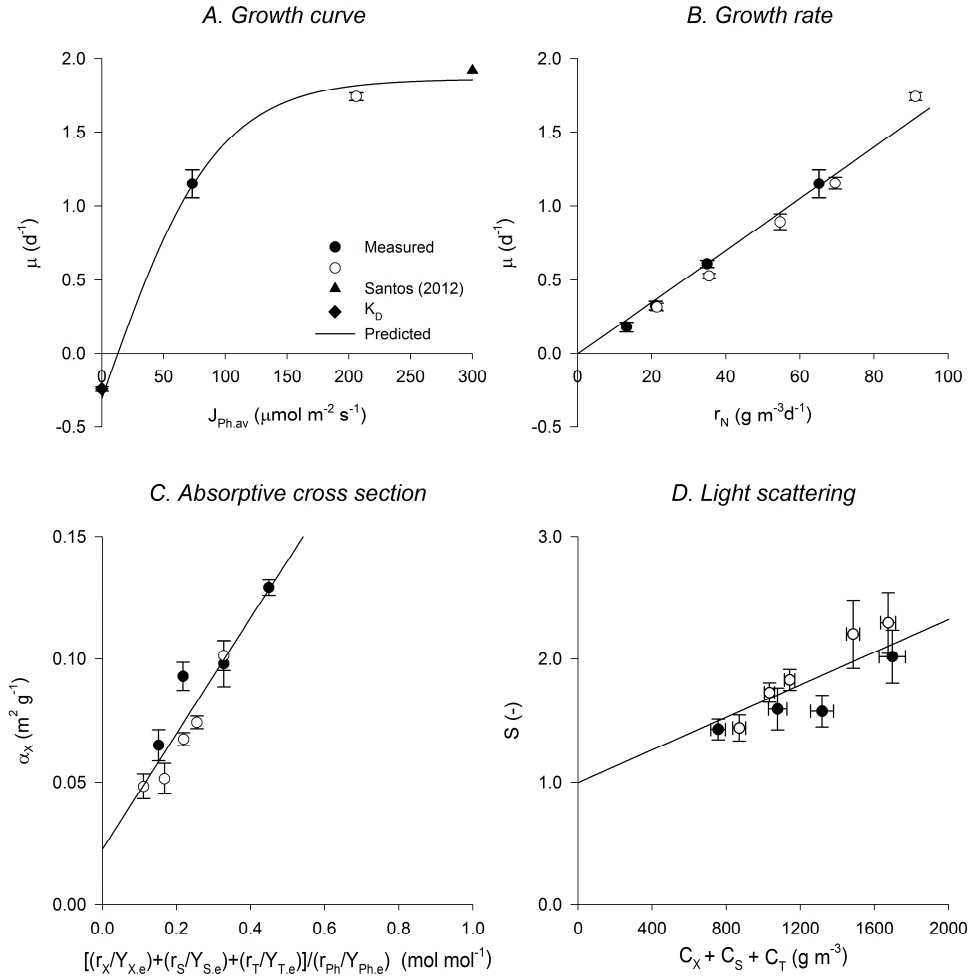 A. Growth curve
2.0
1.5
1.0
0.5
0.0
-0.5
μ (d⁻¹)
0 50 100 150 200 250 300
J_Ph.av (μmol m⁻² s⁻¹)
Measured
Santos (2012)
K_D
Predicted
B. Growth rate
2.0
1.5
1.0
0.5
0.0
-0.5
μ (d⁻¹)
0 20 40 60 80 100
r_N (g m⁻³d⁻¹)
C. Absorptive cross section
0.15
0.10
0.05
0.00
α_X (m² g⁻¹)
0.0 0.2 0.4 0.6 0.8 1.0
[(r_X/Y_X,e)+(r_S/Y_S,e)+(r_T/Y_T,e)]/(r_Ph/Y_Ph,e) (mol mol⁻¹)
D. Light scattering
3.0
2.0
1.0
0.0
S (-)
0 400 800 1200 1600 2000
C_X + C_S + C_T (g m⁻³)